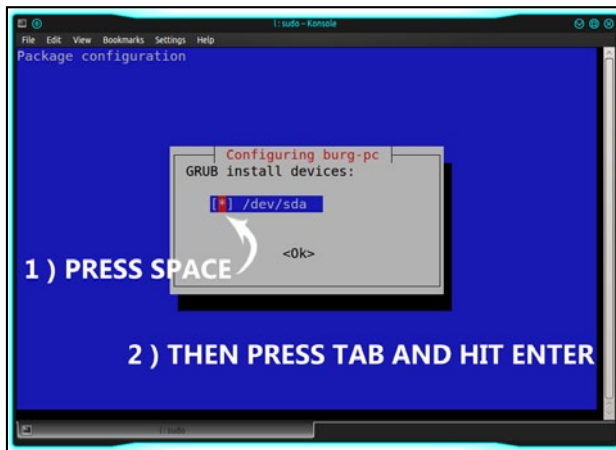 1 : sudo – Konsole
File Edit View Bookmarks Settings Help
Package configuration
Configuring burg-pc
GRUB install devices:
[*] /dev/sda
<Ok>
1 ) PRESS SPACE
2 ) THEN PRESS TAB AND HIT ENTER
1 : sudo